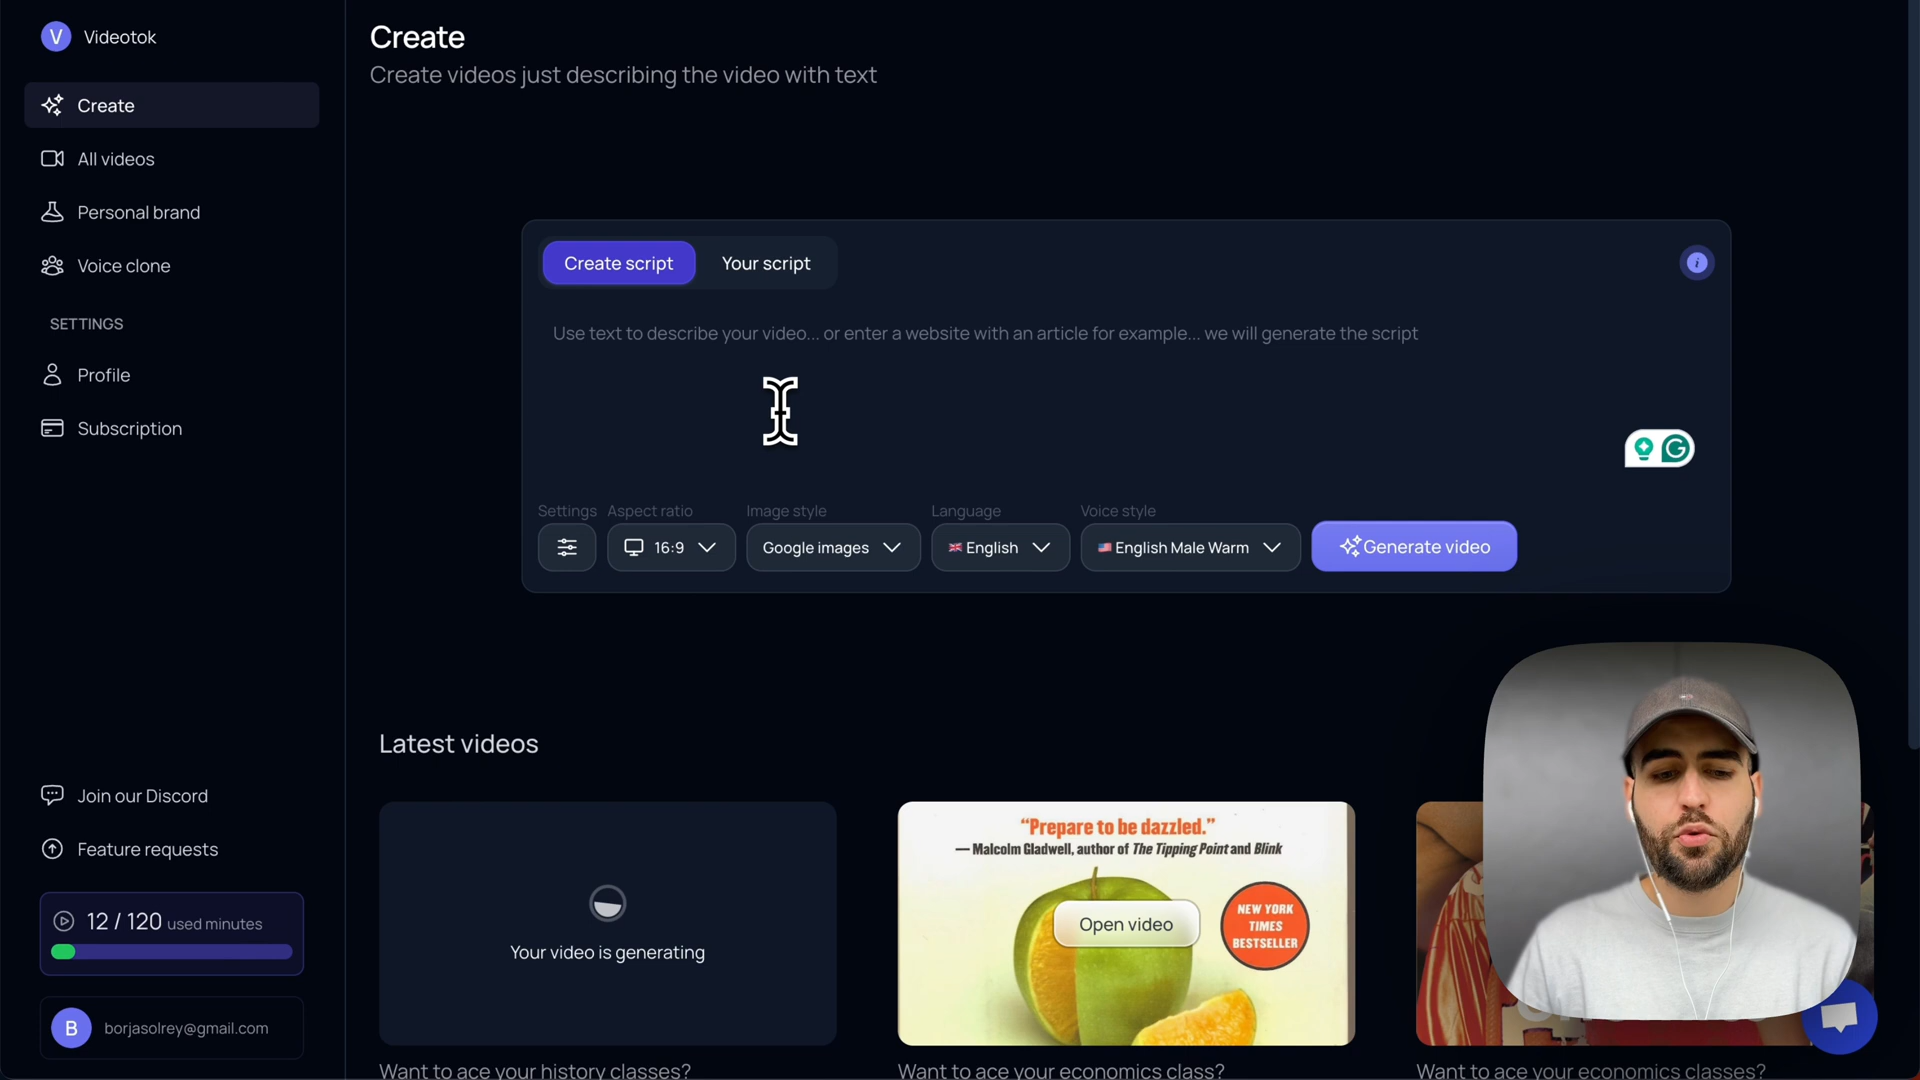 V Videotok
Create
All videos
Personal brand
Voice clone
SETTINGS
Profile
Subscription
Join our Discord
Feature requests
12 / 120 used minutes
B borjasolrey@gmail.com
Create
Create videos just describing the video with text
Create script Your script i
Use text to describe your video... or enter a website with an article for example... we will generate the script
G
Settings Aspect ratio Image style Language Voice style
16:9 Google images English English Male Warm Generate video
Latest videos
Your video is generating
Want to ace your history classes?
“Prepare to be dazzled.”
— Malcolm Gladwell, author of The Tipping Point and Blink
Open video
NEW YORK
TIMES
BESTSELLER
Want to ace your economics class?
Want to ace your economics classes?